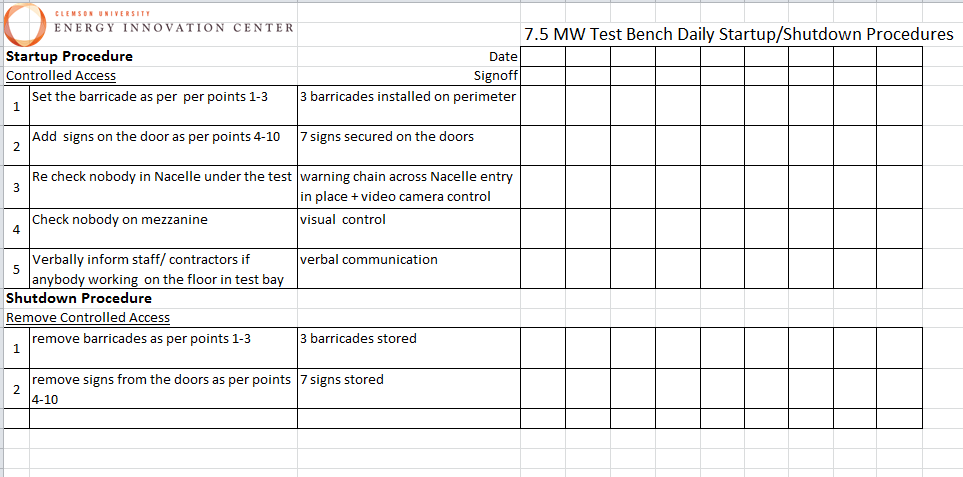 CLEMSON UNIVERSITY
ENERGY INNOVATION CENTER
7.5 MW Test Bench Daily Startup/Shutdown Procedures
Startup Procedure
Date
Controlled Access
Signoff
1
Set the barricade as per  per points 1-3
3 barricades installed on perimeter
2
Add  signs on the door as per points 4-10
7 signs secured on the doors
3
Re check nobody in Nacelle under the test
warning chain across Nacelle entry
in place + video camera control
4
Check nobody on mezzanine
visual  control
5
Verbally inform staff/ contractors if
anybody working  on the floor in test bay
verbal communication
Shutdown Procedure
Remove Controlled Access
1
remove barricades as per points 1-3
3 barricades stored
2
remove signs from the doors as per points
4-10
7 signs stored